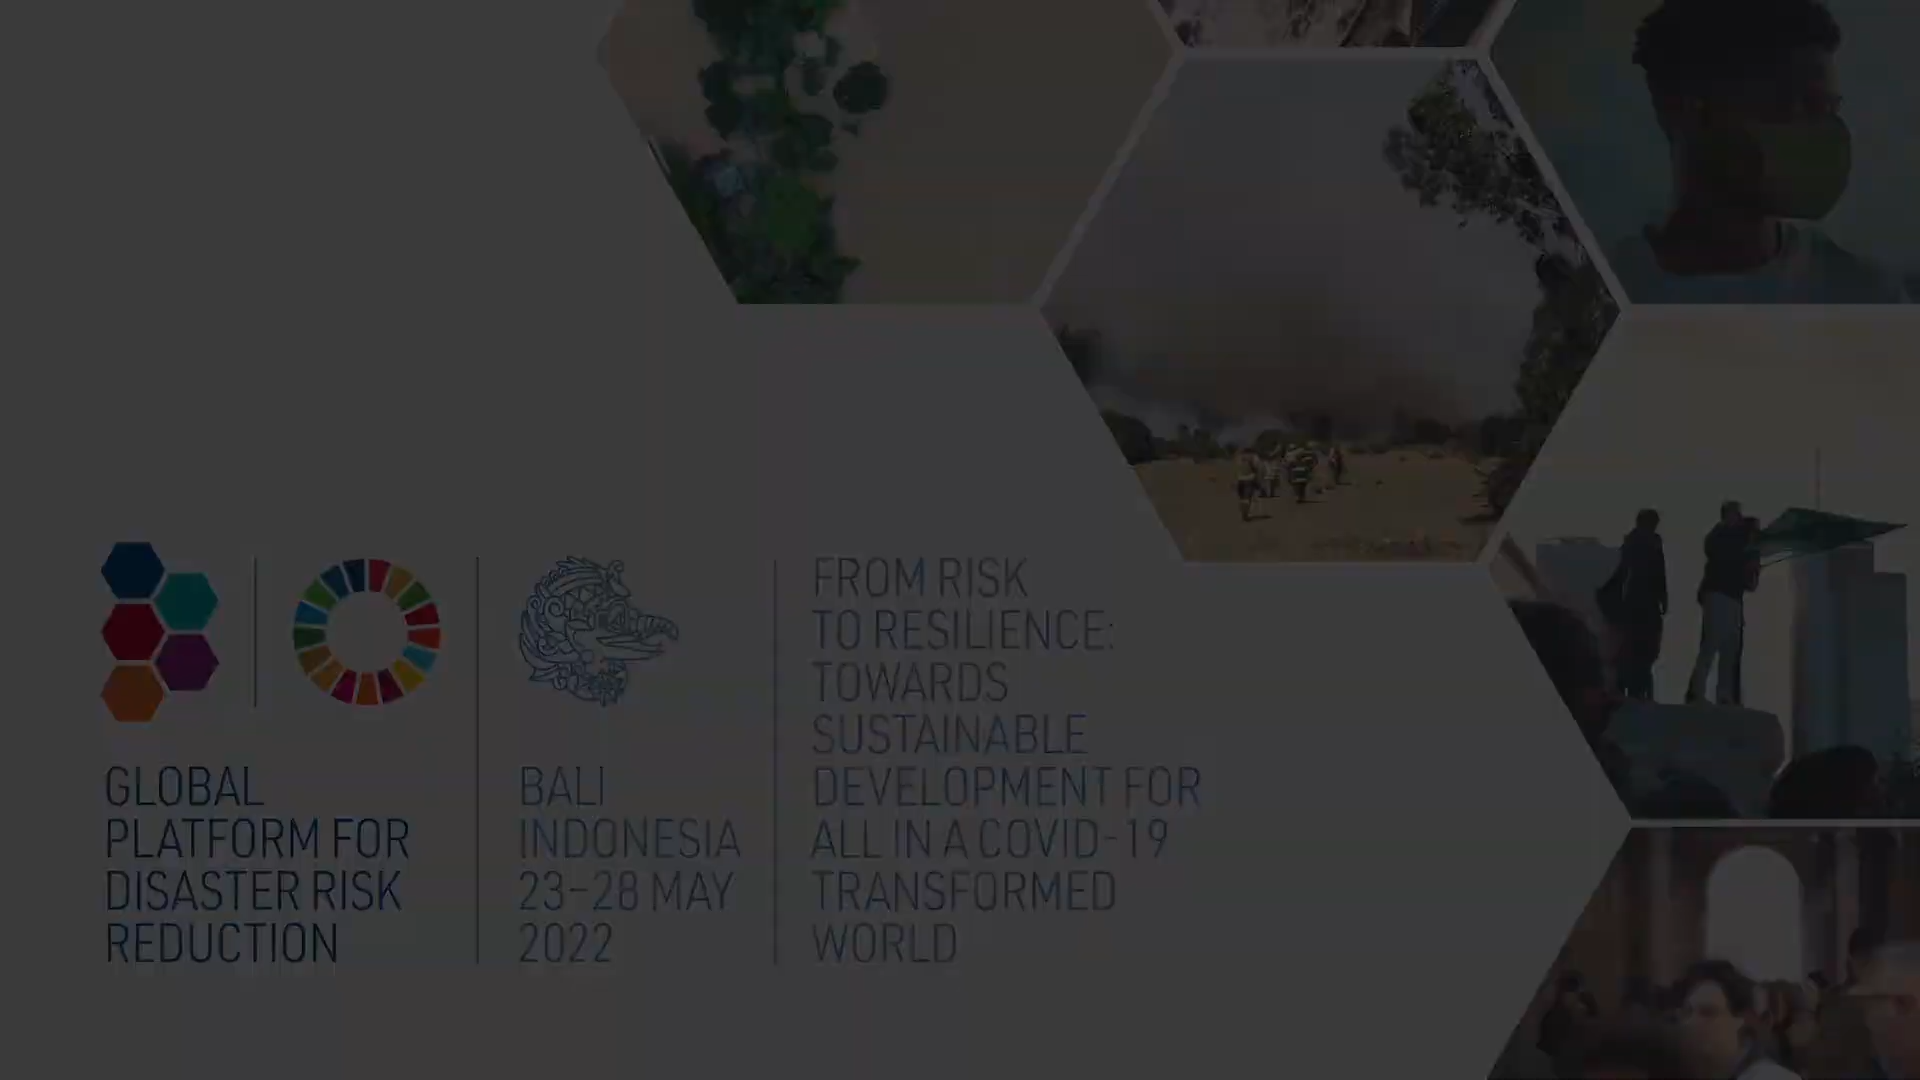 GLOBAL
PLATFORM FOR
DISASTER RISK
REDUCTION
BALI
INDONESIA
23–28 MAY
2022
FROM RISK
TO RESILIENCE:
TOWARDS
SUSTAINABLE
DEVELOPMENT FOR
ALL IN A COVID-19
TRANSFORMED
WORLD